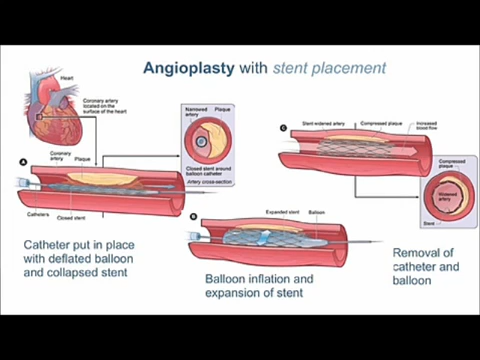 Angioplasty with stent placement
Heart
Coronary artery
located on the
surface of the heart
Narrowed
artery
Plaque
Closed stent around
balloon catheter
Artery cross-section
A
Coronary
artery
Plaque
Catheters
Closed stent
Catheter put in place
with deflated balloon
and collapsed stent
B
Expanded stent
Balloon
Balloon inflation and
expansion of stent
C
Stent widened artery
Compressed plaque
Increased
blood flow
Compressed
plaque
Widened
artery
Stent
Removal of
catheter and
balloon